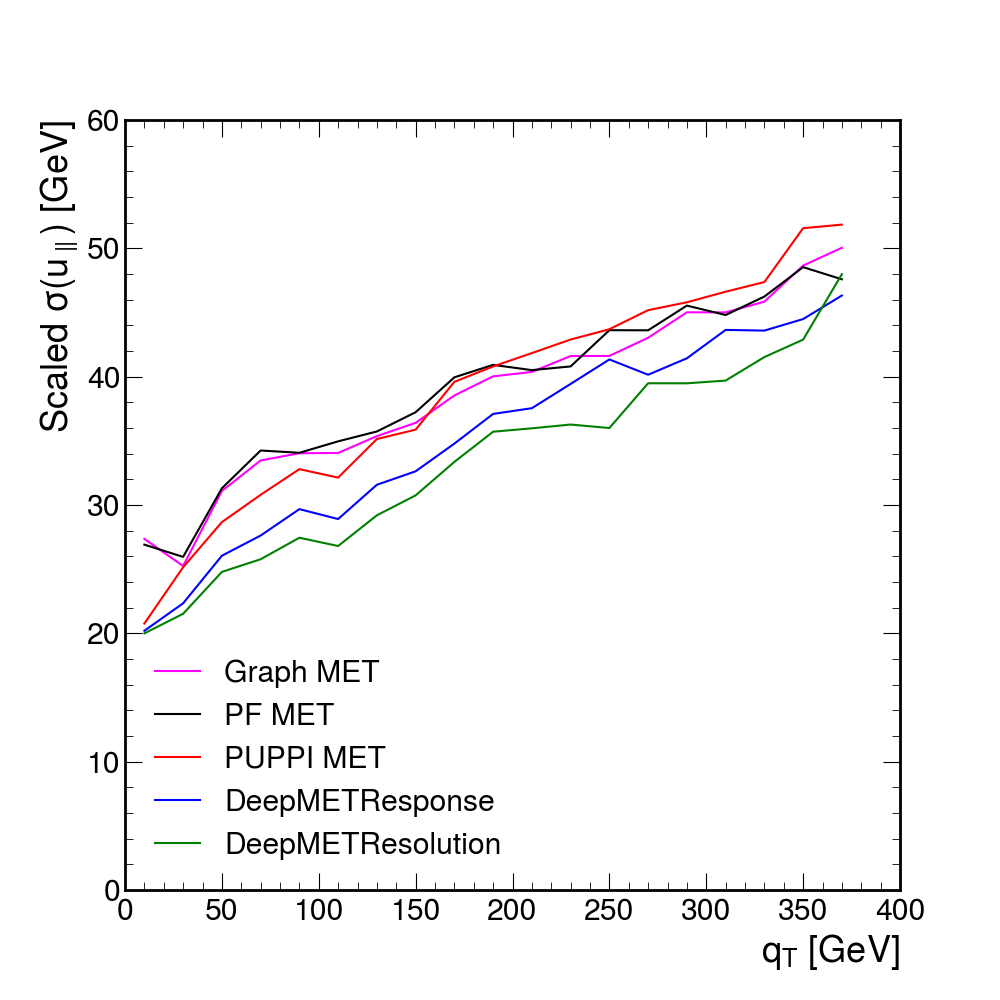 Scaled σ(u∥) [GeV]
60
50
40
30
20
10
0
Graph MET
PF MET
PUPPI MET
DeepMETResponse
DeepMETResolution
0 50 100 150 200 250 300 350 400
qT [GeV]